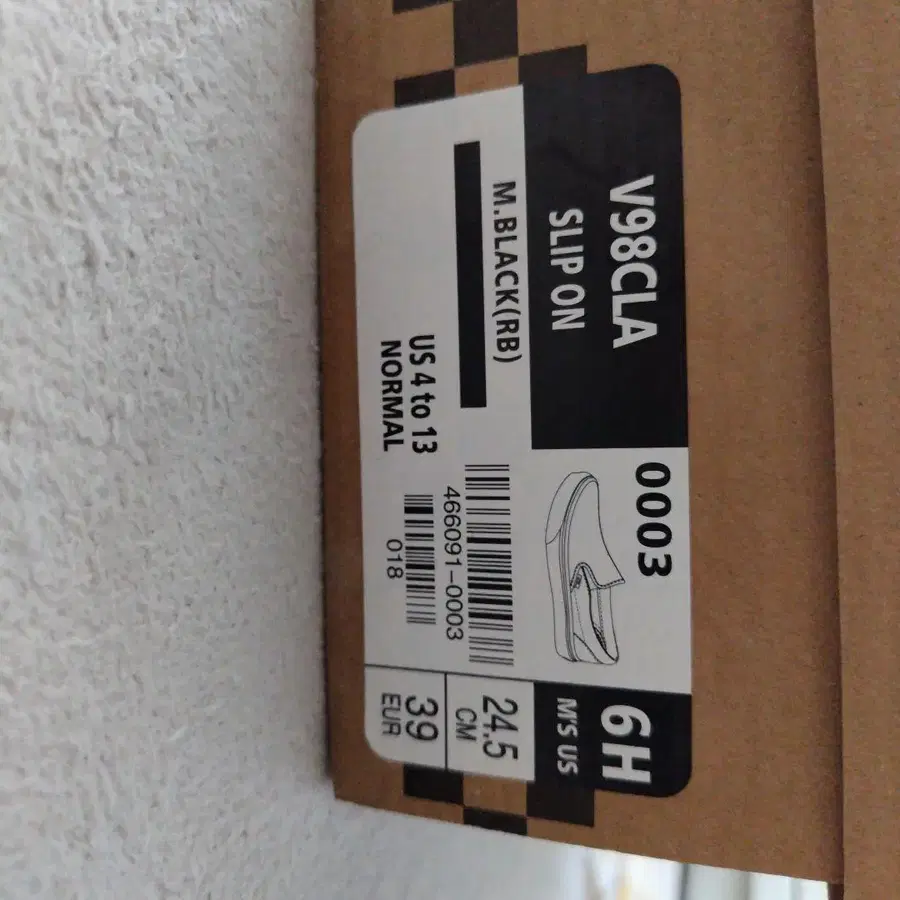 V98CLA
SLIP ON
M.BLACK(RB)
US 4 to 13
NORMAL
0003
466091-0003
018
6H
M'S US
24.5
CM
39
EUR